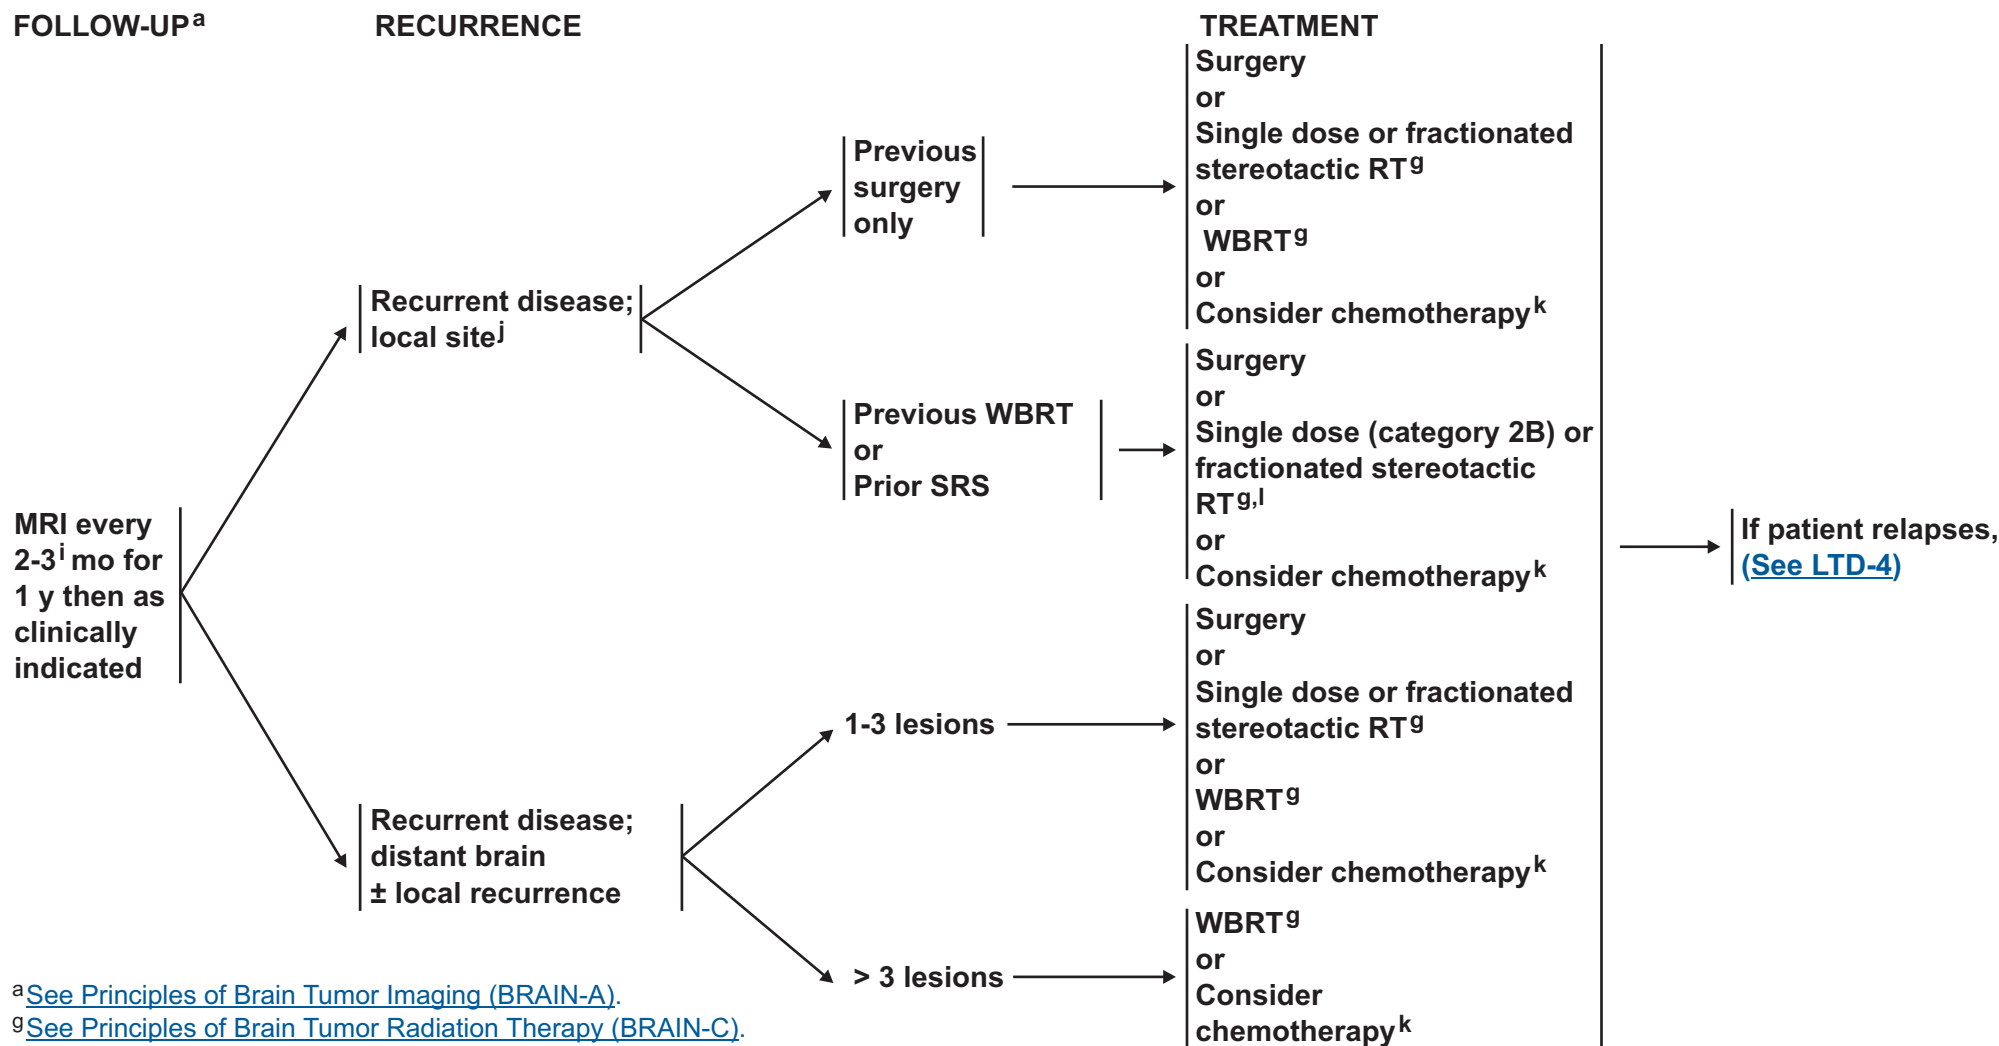 FOLLOW-UPa
RECURRENCE
TREATMENT
MRI every
2-3i mo for
1 y then as
clinically
indicated
Recurrent disease;
local sitej
Previous
surgery
only
Surgery
or
Single dose or fractionated
stereotactic RTg
or
WBRTg
or
Consider chemotherapyk
Previous WBRT
or
Prior SRS
Surgery
or
Single dose (category 2B) or
fractionated stereotactic
RTg,l
or
Consider chemotherapyk
Recurrent disease;
distant brain
± local recurrence
1-3 lesions
Surgery
or
Single dose or fractionated
stereotactic RTg
or
WBRTg
or
Consider chemotherapyk
> 3 lesions
WBRTg
or
Consider
chemotherapyk
If patient relapses,
(See LTD-4)
aSee Principles of Brain Tumor Imaging (BRAIN-A).
gSee Principles of Brain Tumor Radiation Therapy (BRAIN-C).